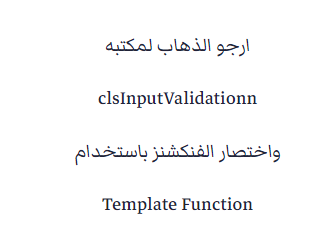 ارجو الذهاب لمكتبه
clsInputValidationn
واختصار الفنكشنز باستخدام
Template Function